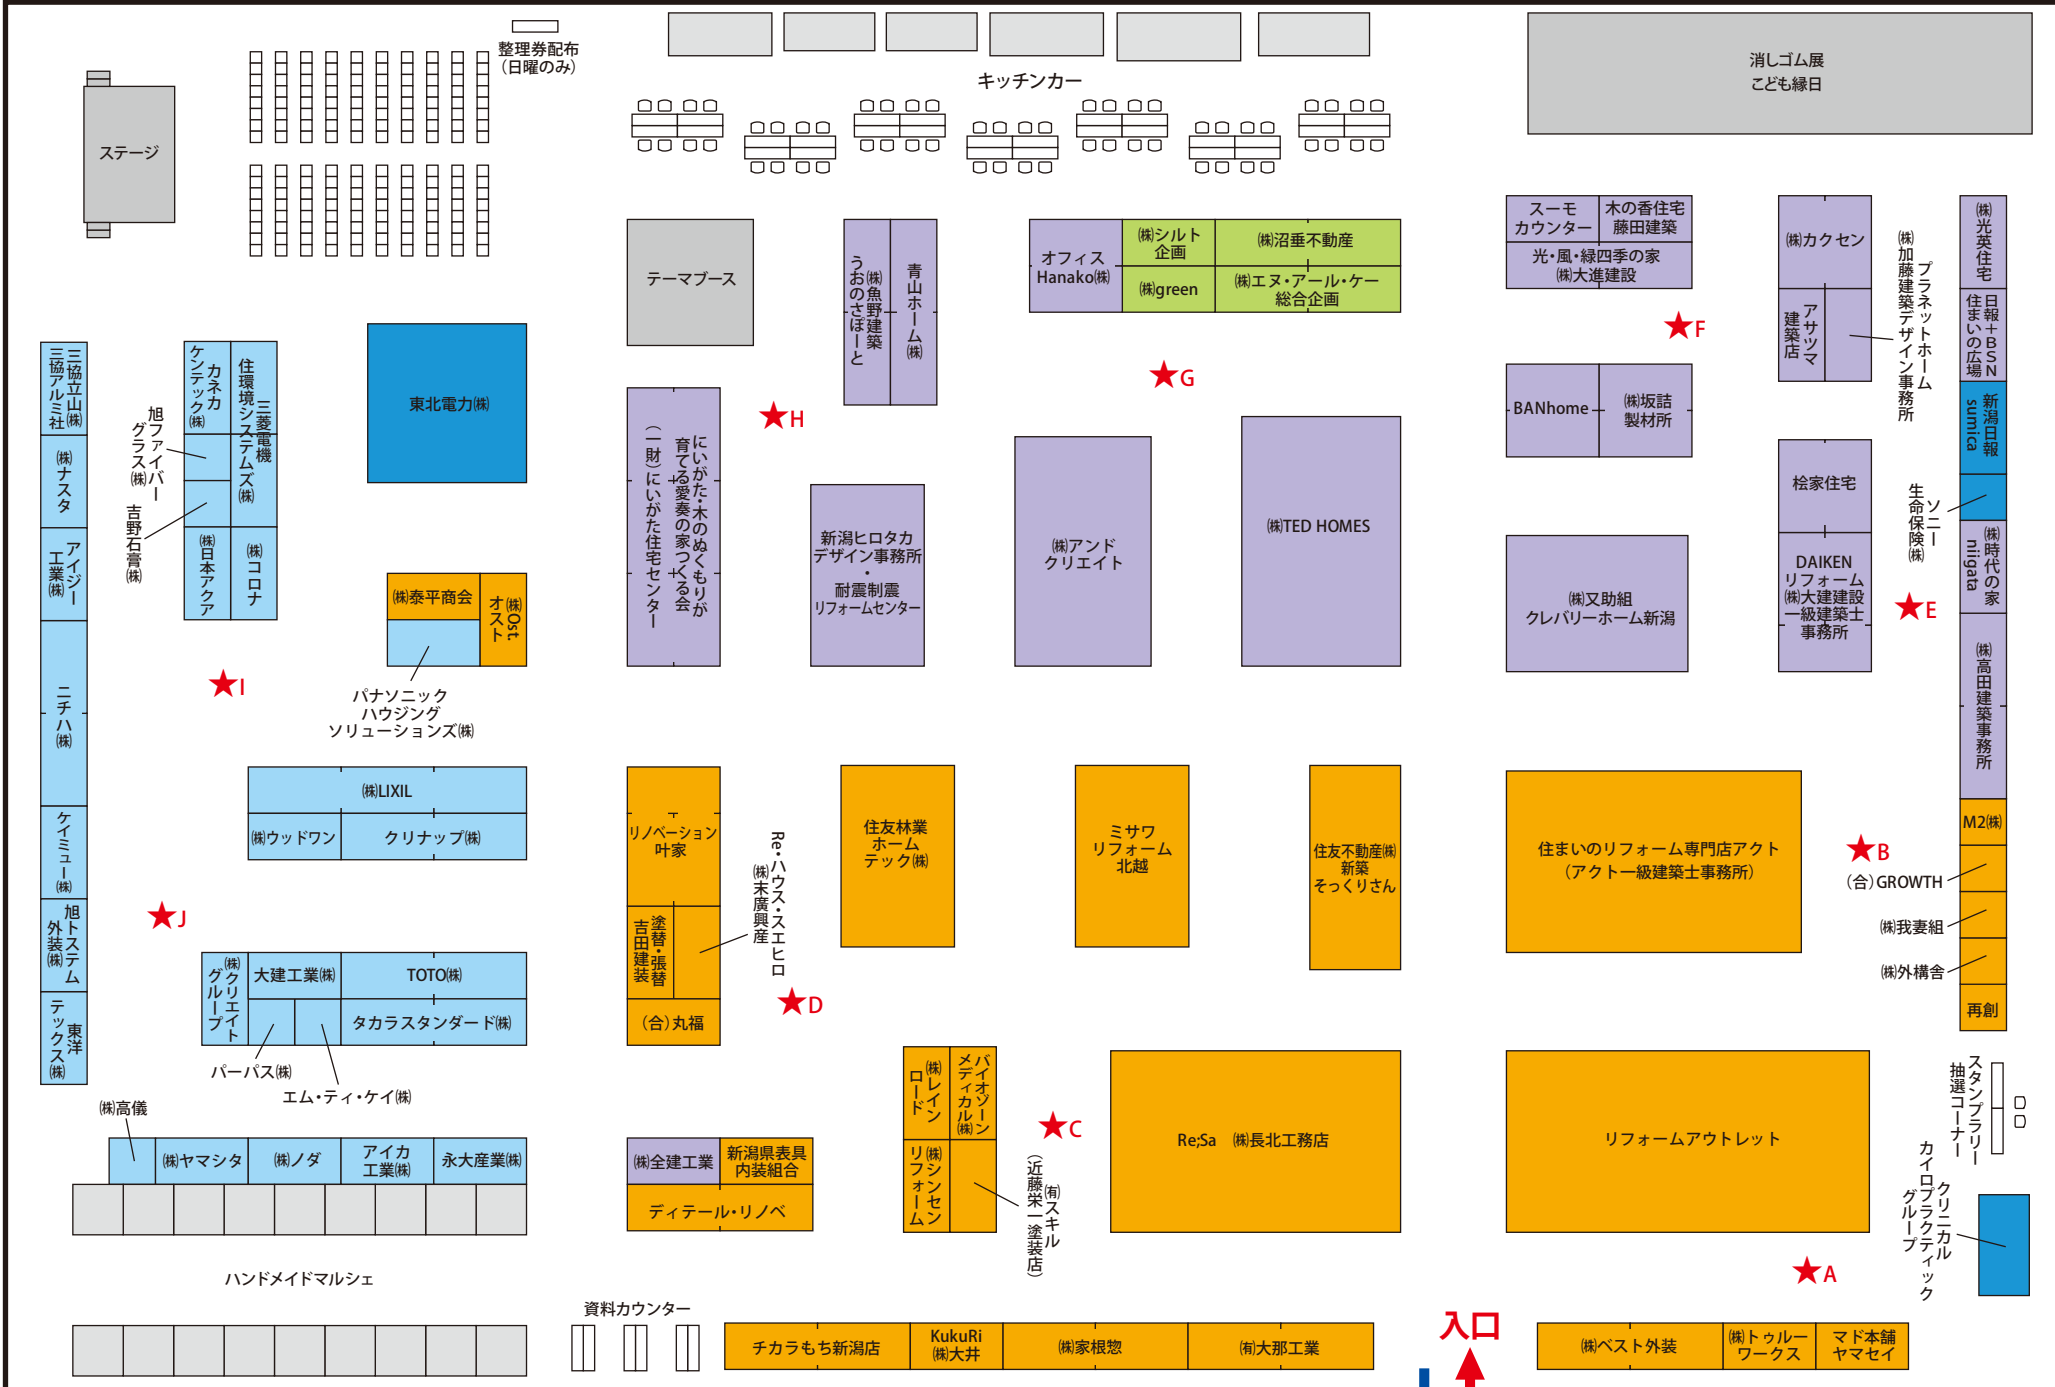 整理券配布
（日曜のみ）
キッチンカー
消しゴム展
こども縁日
ステージ
テーマブース
㈱魚野建築
うおのさぽーと
青山ホーム㈱
オフィス
Hanako㈱
㈱シルト
企画
㈱沼垂不動産
㈱green
㈱エヌ・アール・ケー
総合企画
スーモ
カウンター
木の香住宅
藤田建築
光・風・緑四季の家
㈱大進建設
㈱カクセン
アサツマ
建築店
プラネットホーム
㈱加藤建築デザイン事務所
㈱光英住宅
日報＋BSN
住まいの広場
新潟日報
sumica
ソニー
生命保険㈱
㈱時代の家
niigata
㈱高田建築事務所
★F
★G
★H
BANhome
㈱坂詰
製材所
桧家住宅
DAIKEN
リフォーム
㈱大建建設
一級建築士
事務所
★E
㈱又助組
クレバリーホーム新潟
㈱TED HOMES
㈱アンド
クリエイト
新潟ヒロタカ
デザイン事務所
・
耐震制震
リフォームセンター
にいがた・木のぬくもりが
育てる愛奏の家つくる会
（一財）にいがた住宅センター
東北電力㈱
三協立山㈱
三協アルミ社
㈱ナスタ
アイジー
工業㈱
ニチハ㈱
ケイミュー㈱
旭トステム
外装㈱
東洋
テックス㈱
カネカ
ケンテック㈱
三菱電機
住環境システムズ㈱
旭ファイバー
グラス㈱
吉野石膏㈱
㈱日本アクア
㈱コロナ
㈱泰平商会
㈱Ost.
オスト
パナソニック
ハウジング
ソリューションズ㈱
★I
㈱LIXIL
㈱ウッドワン
クリナップ㈱
★J
㈱クリエイト
グループ
大建工業㈱
TOTO㈱
タカラスタンダード㈱
パーパス㈱
エム・ティ・ケイ㈱
㈱高儀
㈱ヤマシタ
㈱ノダ
アイカ
工業㈱
永大産業㈱
ハンドメイドマルシェ
リノベーション
叶家
塗替・張替
吉田建装
Re・ハウス・スエヒロ
㈱末廣興産
（合）丸福
★D
住友林業
ホーム
テック㈱
ミサワ
リフォーム
北越
住友不動産㈱
新築
そっくりさん
住まいのリフォーム専門店アクト
（アクト一級建築士事務所）
★B
M2㈱
（合）GROWTH
㈱我妻組
㈱外構舎
再創
㈱全建工業
新潟県表具
内装組合
ディテール・リノベ
㈱レイン
ロード
バイオゾーン
メディカル㈱
㈱シンセン
リフォーム
㈲スキル
（近藤栄一塗装店）
★C
Re;Sa　㈱長北工務店
リフォームアウトレット
スタンプラリー
抽選コーナー
クリニカル
カイロプラクティック
グループ
★A
資料カウンター
チカラもち新潟店
KukuRi
㈱大井
㈱家根惣
㈲大那工業
入口
㈱ベスト外装
㈱トゥルー
ワークス
マド本舗
ヤマセイ